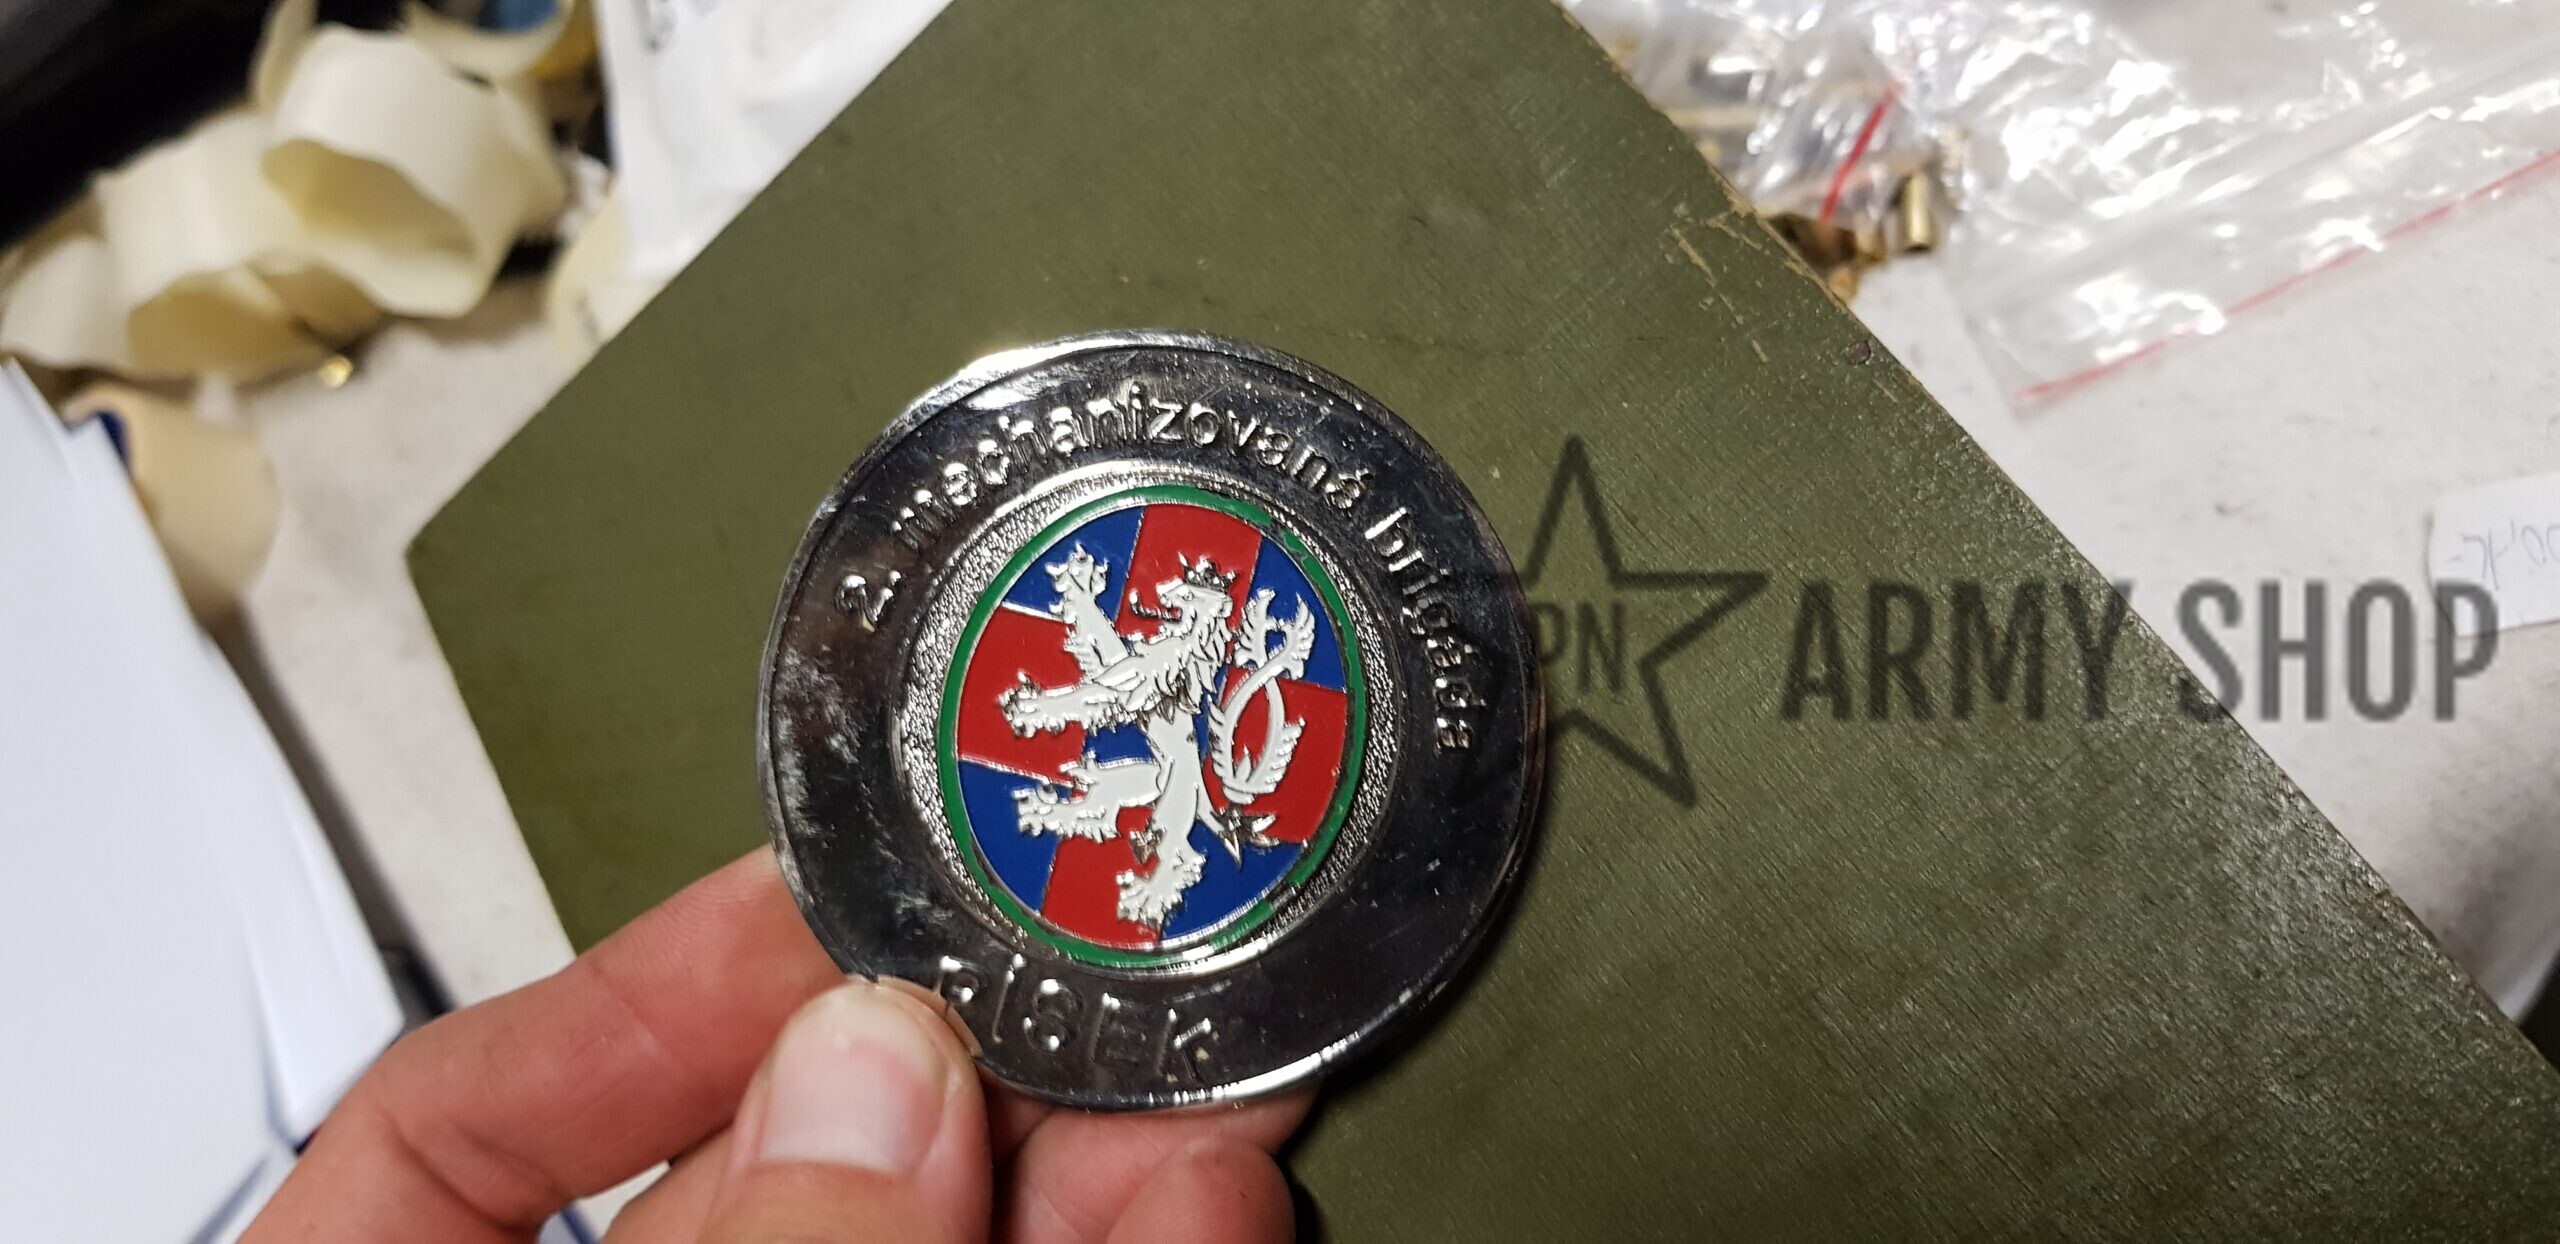 2. mechanizovaná brigáda
PÍSEK
PN
ARMY SHOP